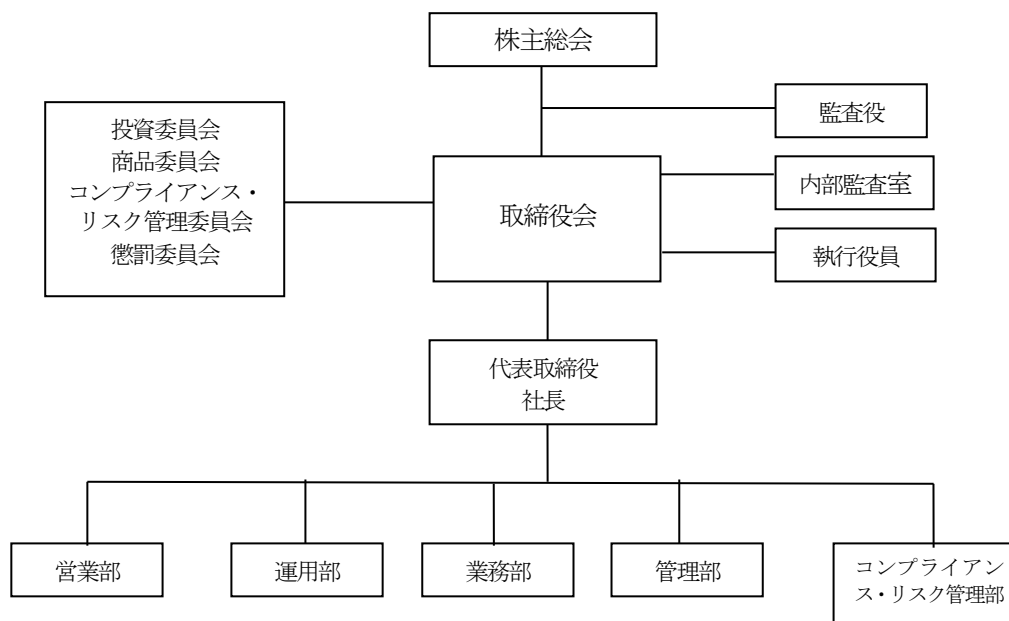 株主総会
監査役
投資委員会
商品委員会
コンプライアンス・
リスク管理委員会
懲罰委員会
取締役会
内部監査室
執行役員
代表取締役
社長
営業部
運用部
業務部
管理部
コンプライアン
ス・リスク管理部